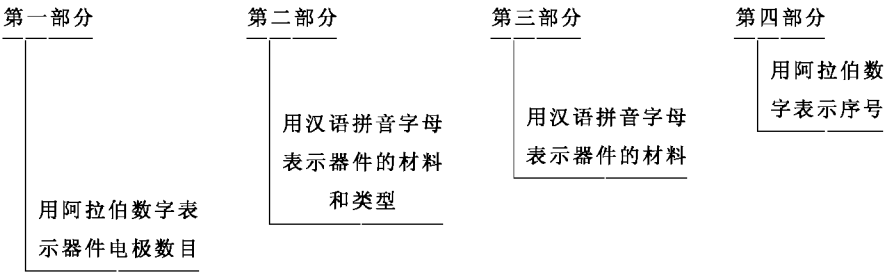 第一部分
用阿拉伯数字表
示器件电极数目
第二部分
用汉语拼音字母
表示器件的材料
和类型
第三部分
用汉语拼音字母
表示器件的材料
第四部分
用阿拉伯数
字表示序号